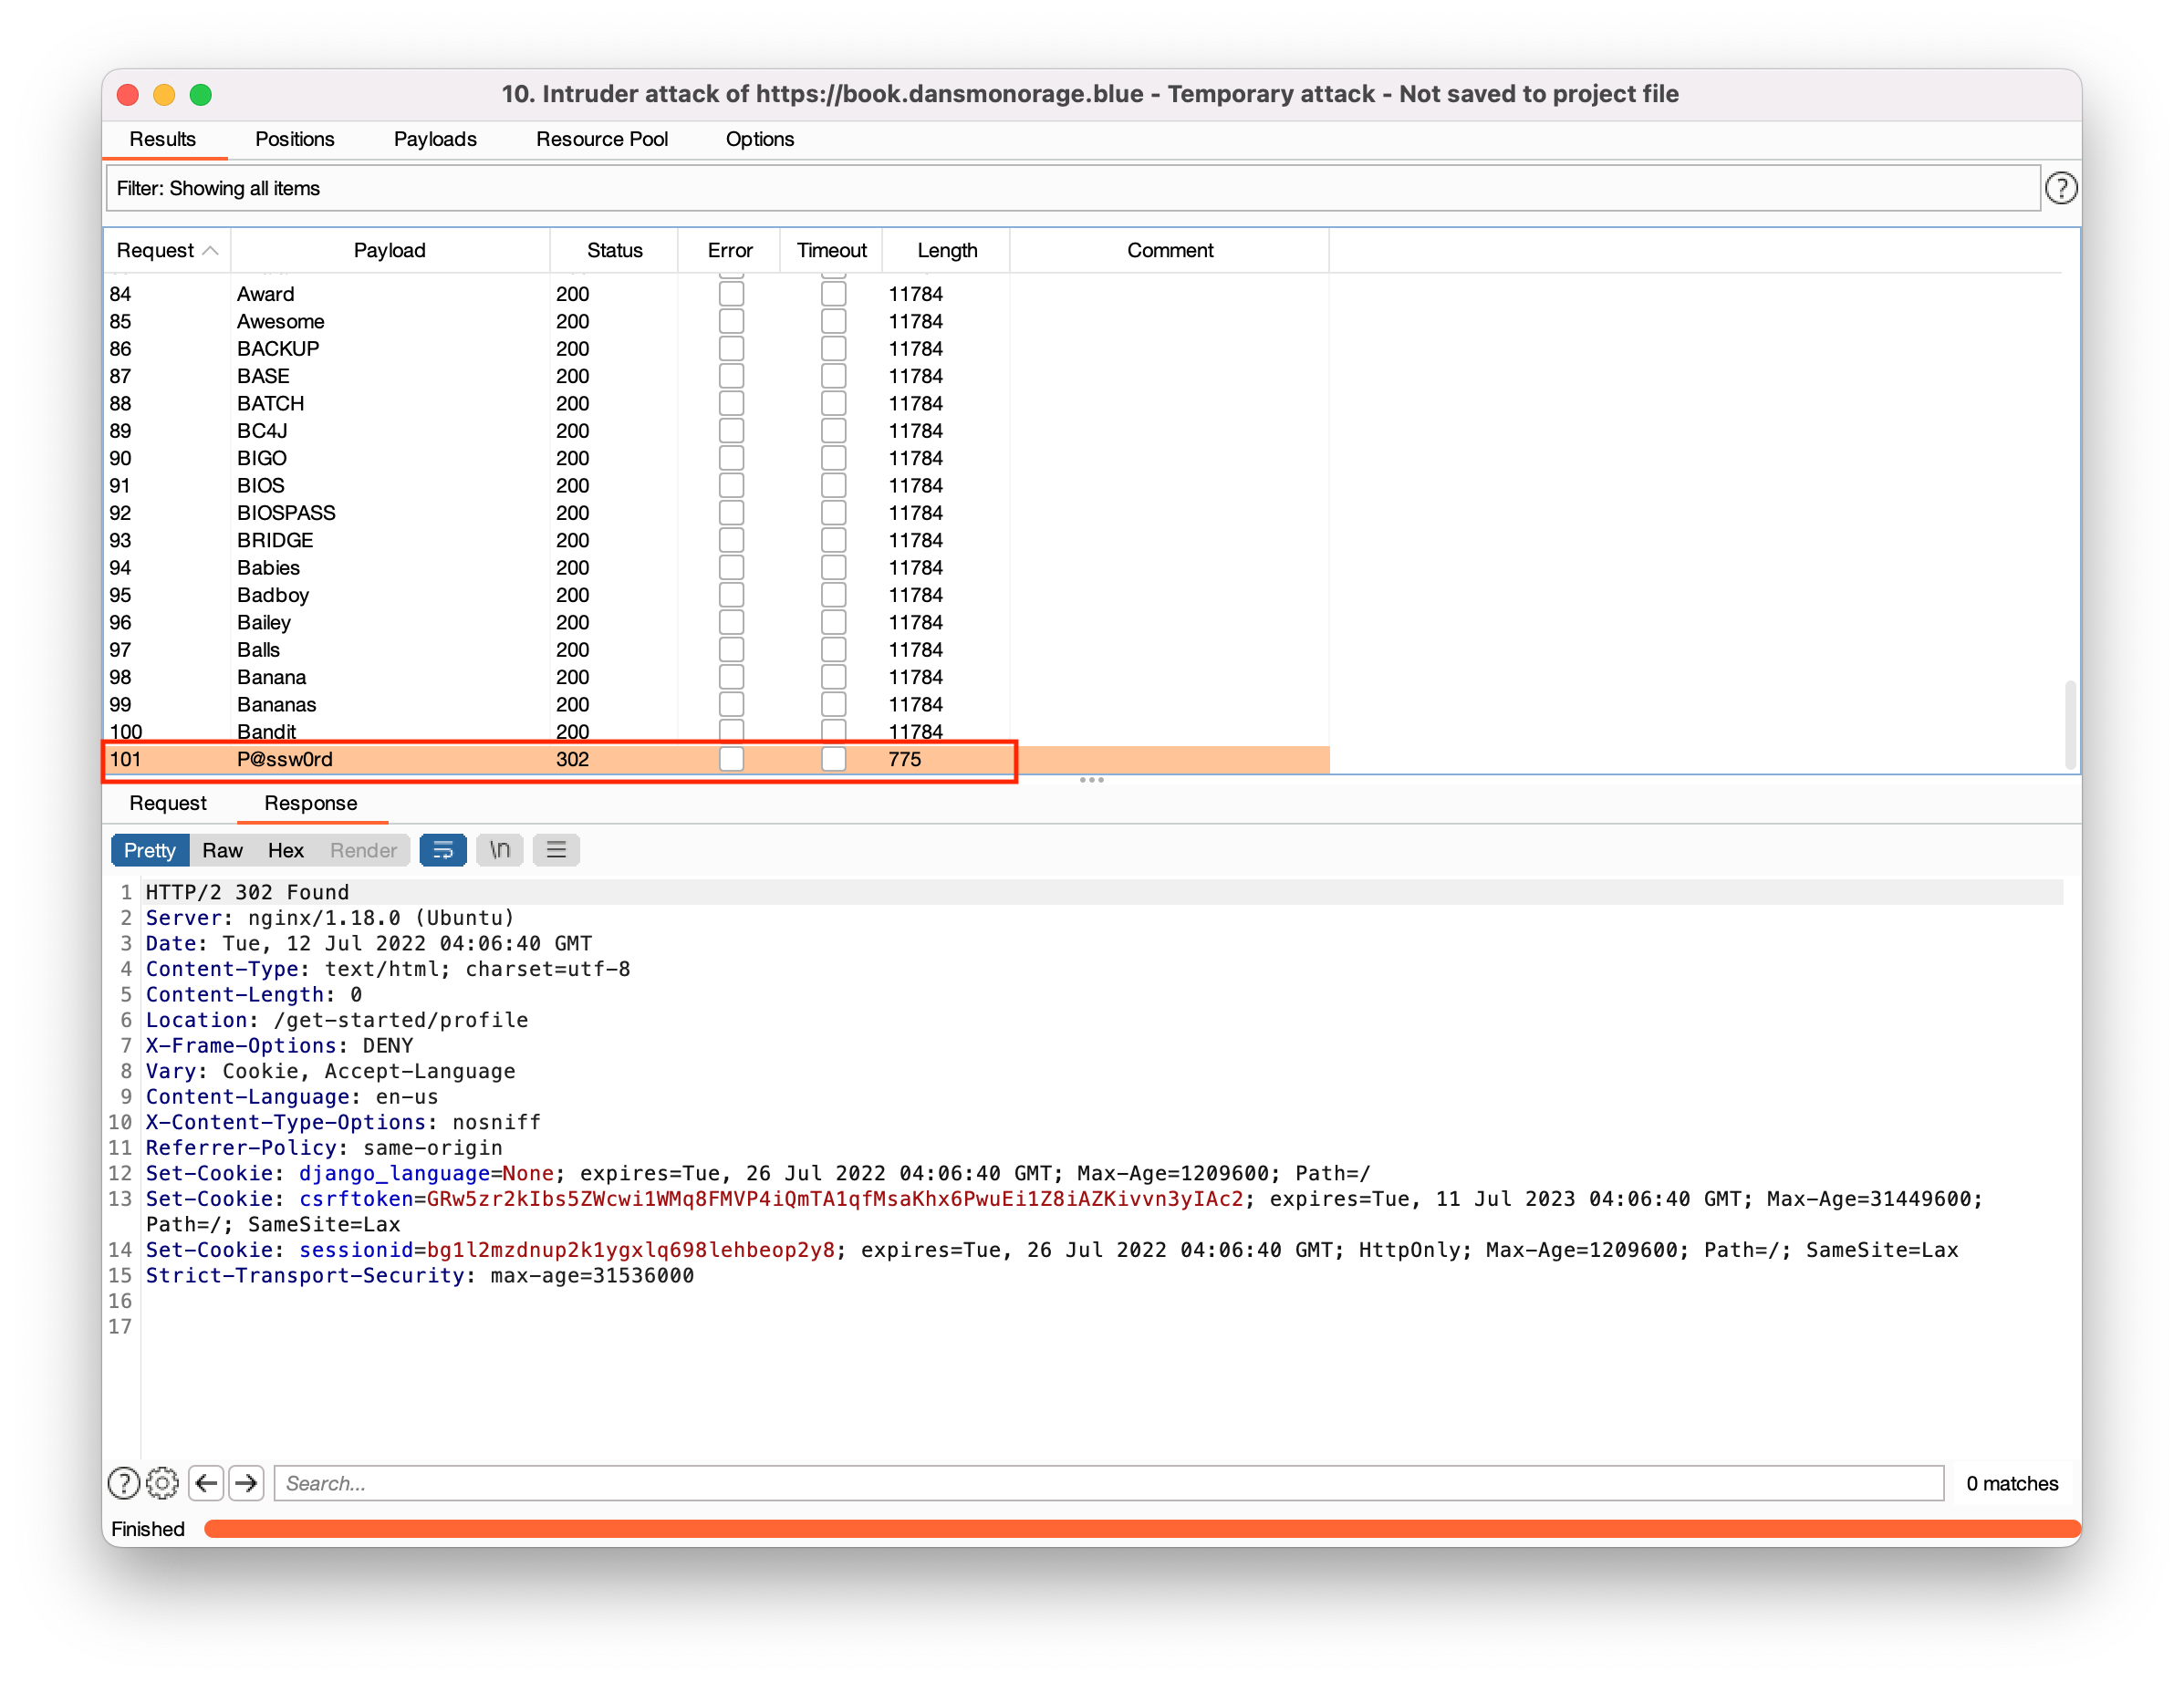 10. Intruder attack of https://book.dansmonorage.blue - Temporary attack - Not saved to project file
Results Positions Payloads Resource Pool Options
Filter: Showing all items ?
Request Payload Status Error Timeout Length Comment
84 Award 200 11784
85 Awesome 200 11784
86 BACKUP 200 11784
87 BASE 200 11784
88 BATCH 200 11784
89 BC4J 200 11784
90 BIGO 200 11784
91 BIOS 200 11784
92 BIOSPASS 200 11784
93 BRIDGE 200 11784
94 Babies 200 11784
95 Badboy 200 11784
96 Bailey 200 11784
97 Balls 200 11784
98 Banana 200 11784
99 Bananas 200 11784
100 Bandit 200 11784
101 P@ssw0rd 302 775
Request Response
Pretty Raw Hex Render \n
1 HTTP/2 302 Found
2 Server: nginx/1.18.0 (Ubuntu)
3 Date: Tue, 12 Jul 2022 04:06:40 GMT
4 Content-Type: text/html; charset=utf-8
5 Content-Length: 0
6 Location: /get-started/profile
7 X-Frame-Options: DENY
8 Vary: Cookie, Accept-Language
9 Content-Language: en-us
10 X-Content-Type-Options: nosniff
11 Referrer-Policy: same-origin
12 Set-Cookie: django_language=None; expires=Tue, 26 Jul 2022 04:06:40 GMT; Max-Age=1209600; Path=/
13 Set-Cookie: csrftoken=GRw5zr2kIbs5ZWcwi1WMq8FMVP4iQmTA1qfMsaKhx6PwuEi1Z8iAZKivvn3yIAc2; expires=Tue, 11 Jul 2023 04:06:40 GMT; Max-Age=31449600;
Path=/; SameSite=Lax
14 Set-Cookie: sessionid=bg1l2mzdnup2k1ygxlq698lehbeop2y8; expires=Tue, 26 Jul 2022 04:06:40 GMT; HttpOnly; Max-Age=1209600; Path=/; SameSite=Lax
15 Strict-Transport-Security: max-age=31536000
16
17
? Search... 0 matches
Finished